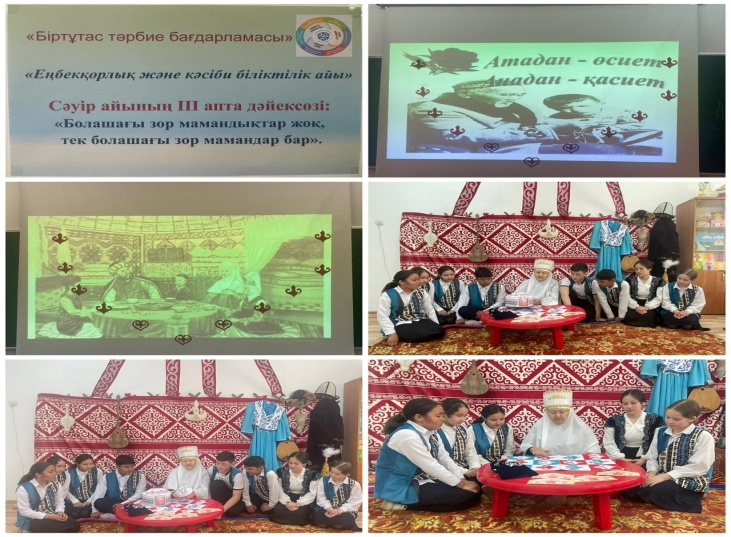 «Біртұтас тәрбие бағдарламасы»
«Еңбекқорлық және кәсіби біліктілік айы»
Сәуір айының III апта дәйексөзі:
«Болашағы зор мамандықтар жоқ,
тек болашағы зор мамандар бар».
Атадан - өсиет
Анадан - қасиет